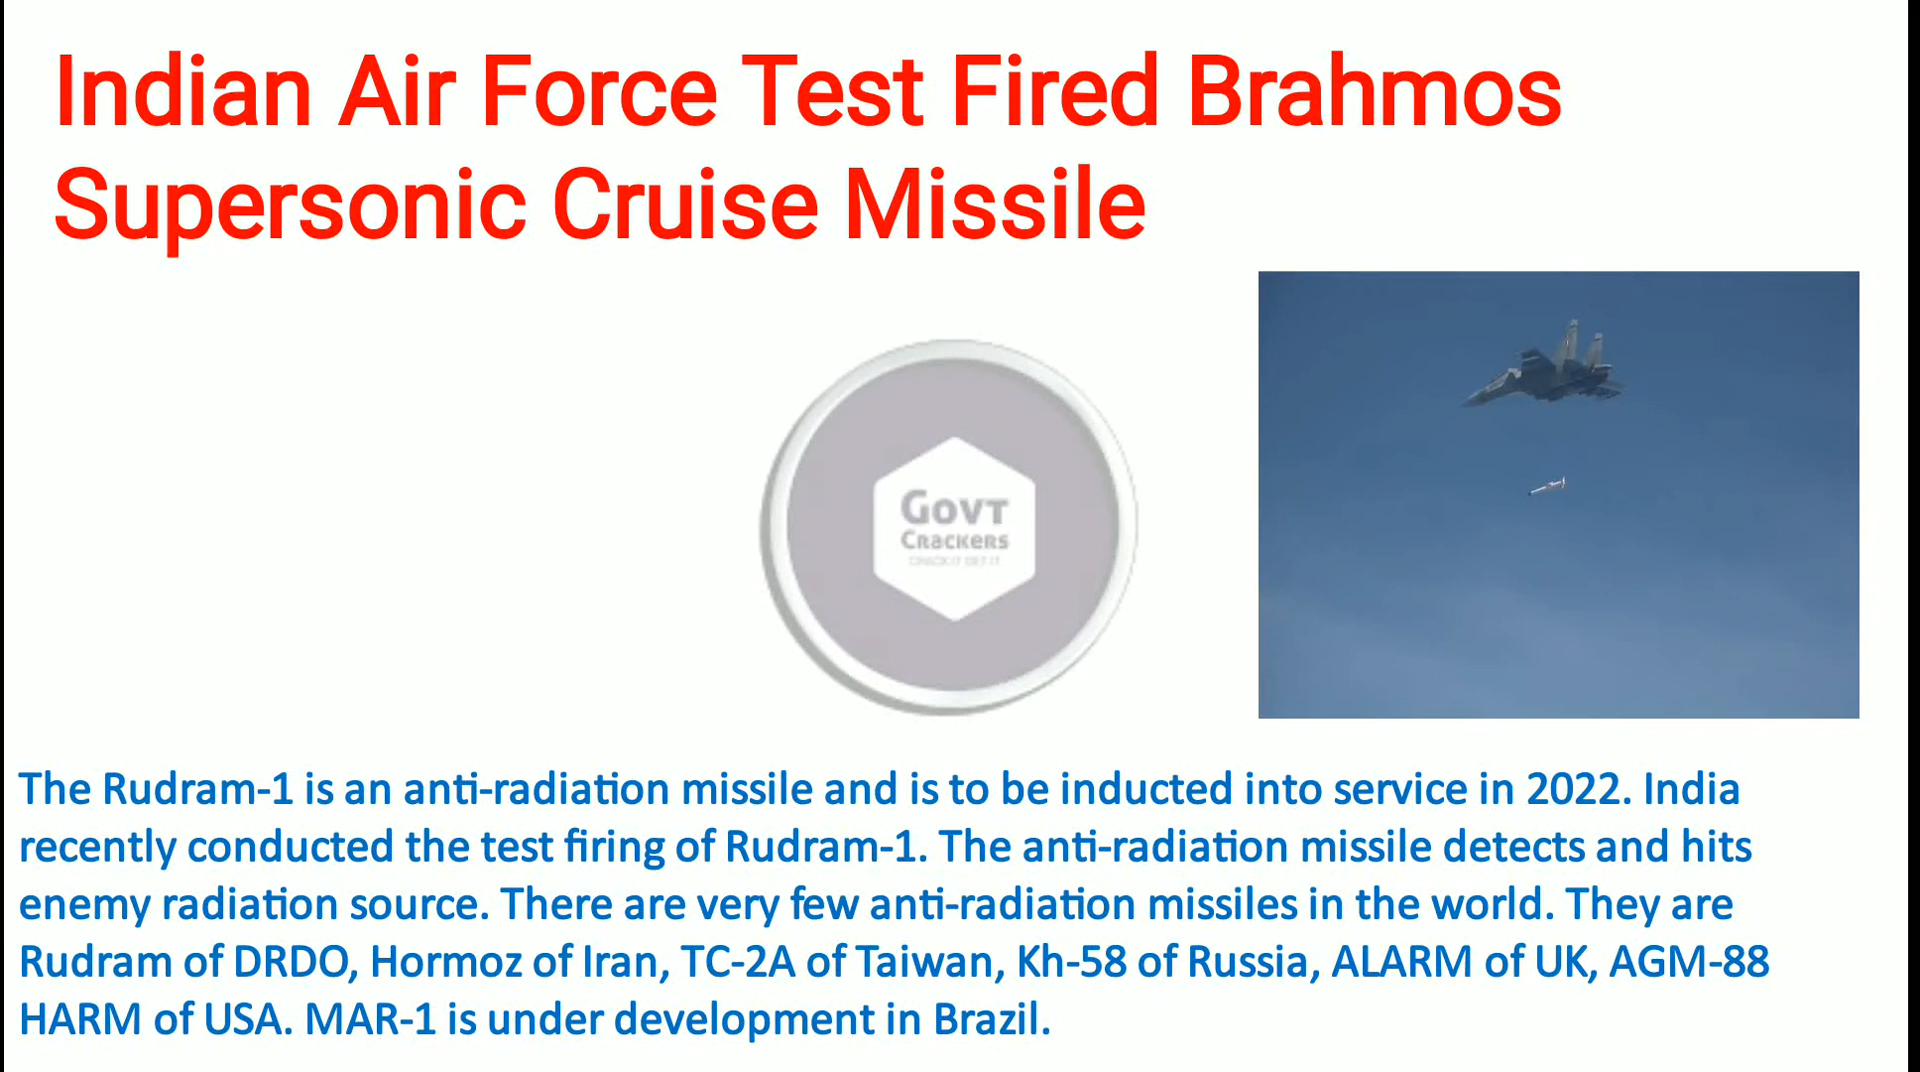 Indian Air Force Test Fired Brahmos
Supersonic Cruise Missile
GOVT
CRACKERS
CRACK IT GET IT
The Rudram-1 is an anti-radiation missile and is to be inducted into service in 2022. India
recently conducted the test firing of Rudram-1. The anti-radiation missile detects and hits
enemy radiation source. There are very few anti-radiation missiles in the world. They are
Rudram of DRDO, Hormoz of Iran, TC-2A of Taiwan, Kh-58 of Russia, ALARM of UK, AGM-88
HARM of USA. MAR-1 is under development in Brazil.